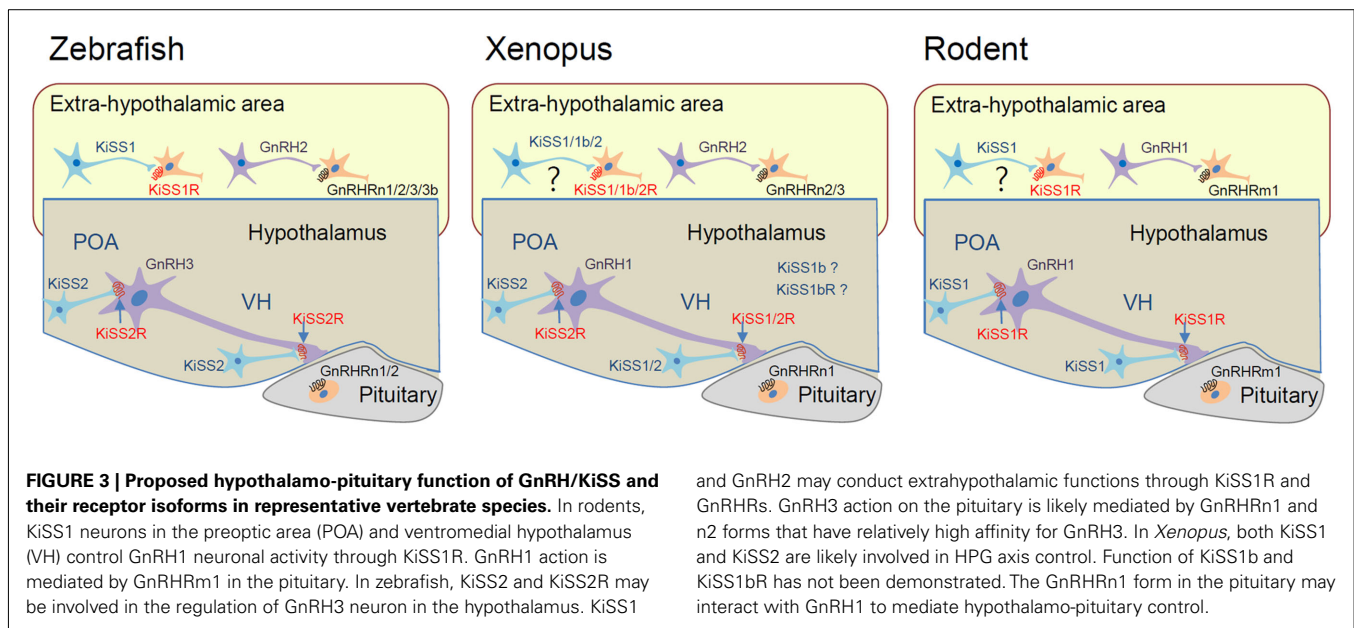 Zebrafish
Extra-hypothalamic area
KiSS1
KiSS1R
GnRH2
GnRHRn1/2/3/3b
POA
Hypothalamus
GnRH3
KiSS2
KiSS2R
VH
KiSS2R
KiSS2
GnRHRn1/2
Pituitary
Xenopus
Extra-hypothalamic area
KiSS1/1b/2
?
KiSS1/1b/2R
GnRH2
GnRHRn2/3
POA
Hypothalamus
GnRH1
KiSS1b ?
KiSS1bR ?
KiSS2
KiSS2R
VH
KiSS1/2R
KiSS1/2
GnRHRn1
Pituitary
Rodent
Extra-hypothalamic area
KiSS1
?
KiSS1R
GnRH1
GnRHRm1
POA
Hypothalamus
GnRH1
KiSS1
KiSS1R
VH
KiSS1R
KiSS1
GnRHRm1
Pituitary
FIGURE 3 | Proposed hypothalamo-pituitary function of GnRH/KiSS and
their receptor isoforms in representative vertebrate species. In rodents,
KiSS1 neurons in the preoptic area (POA) and ventromedial hypothalamus
(VH) control GnRH1 neuronal activity through KiSS1R. GnRH1 action is
mediated by GnRHRm1 in the pituitary. In zebrafish, KiSS2 and KiSS2R may
be involved in the regulation of GnRH3 neuron in the hypothalamus. KiSS1
and GnRH2 may conduct extrahypothalamic functions through KiSS1R and
GnRHRs. GnRH3 action on the pituitary is likely mediated by GnRHRn1 and
n2 forms that have relatively high affinity for GnRH3. In Xenopus, both KiSS1
and KiSS2 are likely involved in HPG axis control. Function of KiSS1b and
KiSS1bR has not been demonstrated. The GnRHRn1 form in the pituitary may
interact with GnRH1 to mediate hypothalamo-pituitary control.